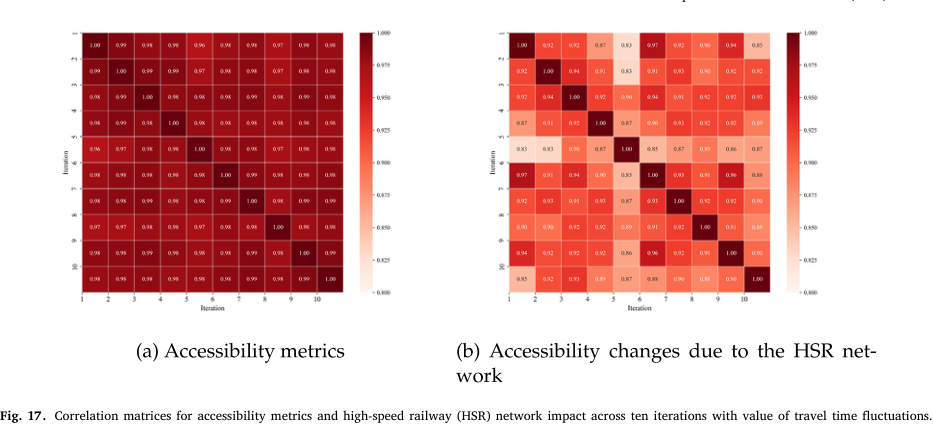 1.00 0.99 0.98 0.99 0.96 0.98 0.98 0.97 0.98 0.98
0.99 1.00 0.99 0.99 0.97 0.98 0.98 0.97 0.98 0.98
0.98 0.99 1.00 0.98 0.98 0.98 0.99 0.98 0.99 0.98
0.98 0.99 0.98 1.00 0.98 0.98 0.99 0.97 0.98 0.98
0.96 0.97 0.98 0.98 1.00 0.98 0.98 0.98 0.98 0.98
0.98 0.98 0.98 0.98 0.98 1.00 0.99 0.98 0.99 0.98
0.98 0.98 0.99 0.99 0.98 0.99 1.00 0.98 0.99 0.99
0.97 0.97 0.98 0.97 0.98 0.98 0.98 1.00 0.98 0.98
0.98 0.98 0.99 0.98 0.98 0.99 0.99 0.98 1.00 0.99
0.98 0.98 0.98 0.98 0.98 0.98 0.99 0.98 0.99 1.00
1 2 3 4 5 6 7 8 9 10
Iteration
Iteration
1.000
0.975
0.950
0.925
0.900
0.875
0.850
0.825
0.800
(a) Accessibility metrics
1.00 0.92 0.92 0.87 0.83 0.97 0.92 0.90 0.94 0.85
0.92 1.00 0.94 0.91 0.83 0.91 0.93 0.90 0.92 0.92
0.92 0.94 1.00 0.92 0.90 0.94 0.91 0.92 0.92 0.93
0.87 0.91 0.92 1.00 0.87 0.90 0.93 0.92 0.92 0.89
0.83 0.83 0.90 0.87 1.00 0.85 0.87 0.89 0.86 0.87
0.97 0.91 0.94 0.90 0.85 1.00 0.93 0.91 0.96 0.88
0.92 0.93 0.91 0.93 0.87 0.93 1.00 0.92 0.92 0.90
0.90 0.90 0.92 0.92 0.89 0.91 0.92 1.00 0.91
0.94 0.92 0.92 0.92 0.86 0.96 0.92 0.91 1.00 0.90
0.85 0.92 0.93 0.89 0.87 0.88 0.90 0.90 1.00
1 2 3 4 5 6 7 8 9 10
Iteration
Iteration
1.000
0.975
0.950
0.925
0.900
0.875
0.850
0.825
0.800
(b) Accessibility changes due to the HSR net-
work
Fig. 17. Correlation matrices for accessibility metrics and high-speed railway (HSR) network impact across ten iterations with value of travel time fluctuations.